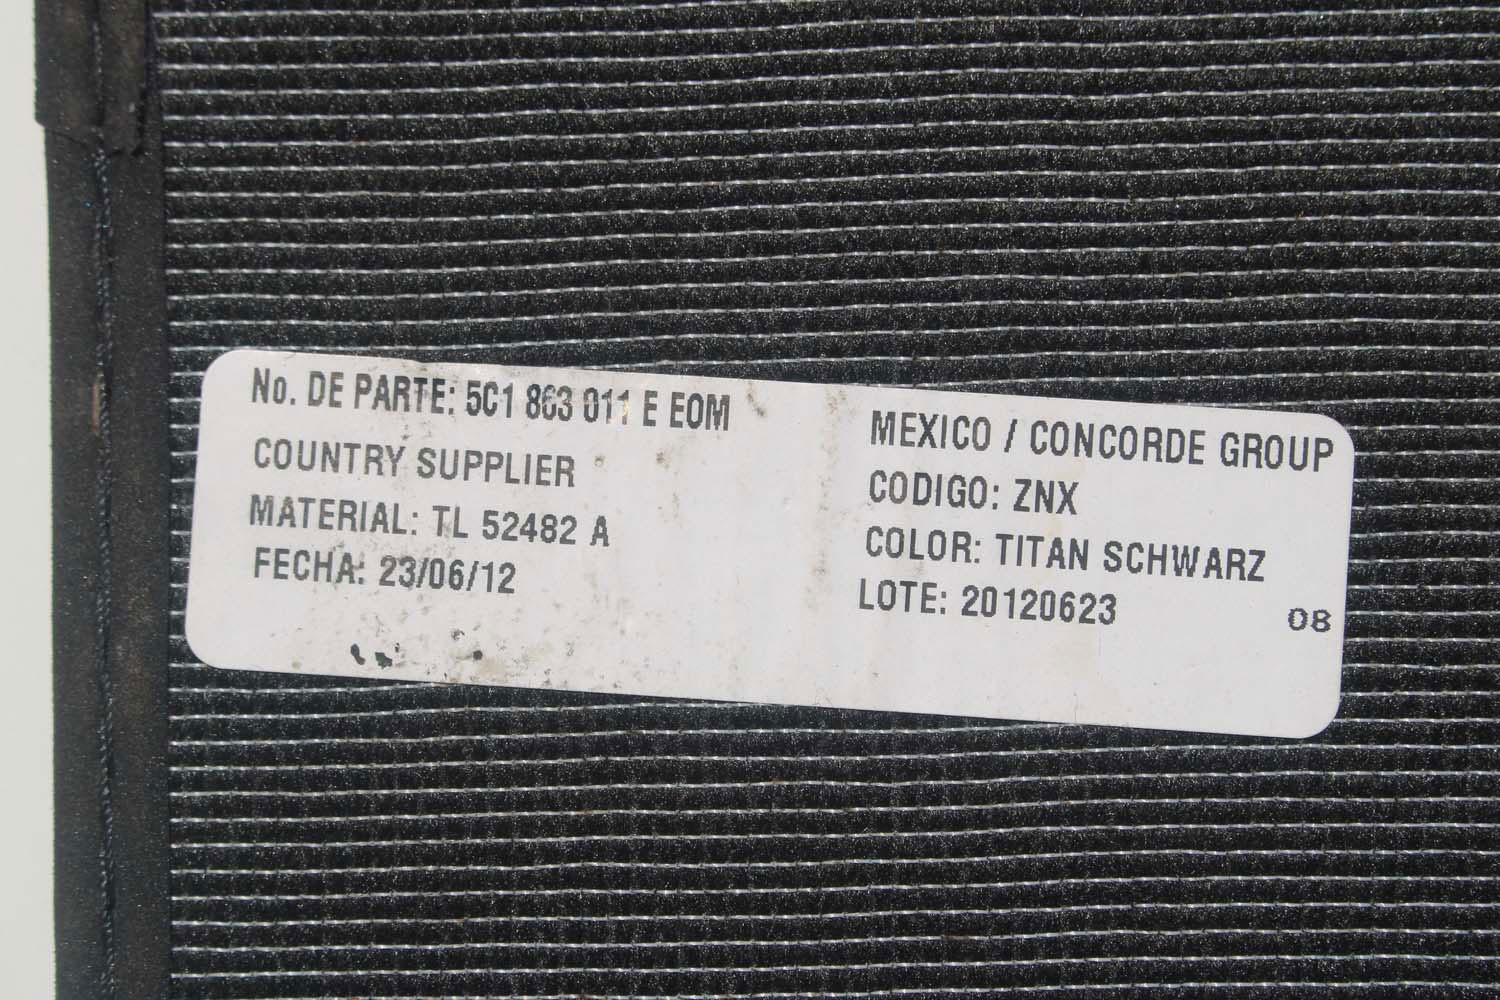 No. DE PARTE: 5C1 863 011 E EOM
COUNTRY SUPPLIER
MATERIAL: TL 52482 A
FECHA: 23/06/12
MEXICO / CONCORDE GROUP
CODIGO: ZNX
COLOR: TITAN SCHWARZ
LOTE: 20120623
08